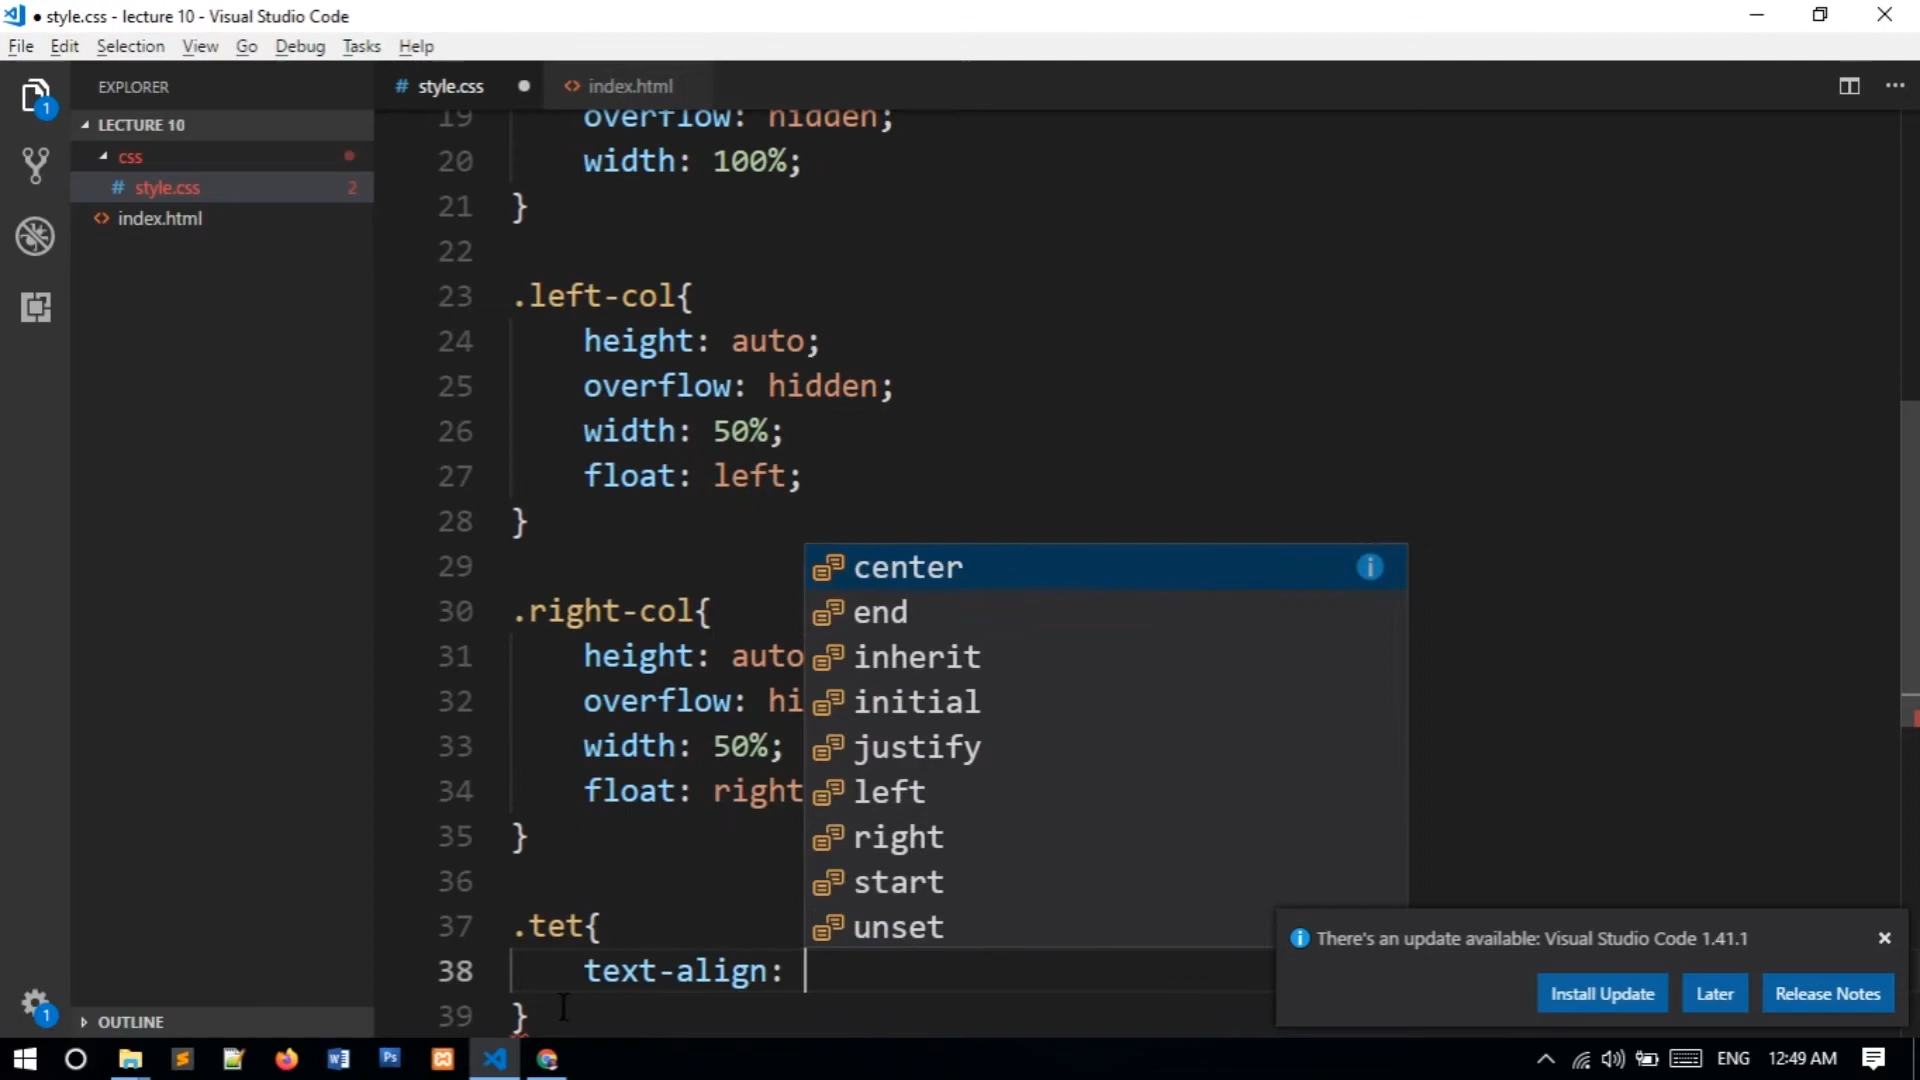 ● style.css - lecture 10 - Visual Studio Code
File Edit Selection View Go Debug Tasks Help
EXPLORER
LECTURE 10
css
# style.css 2
<> index.html
1
OUTLINE
1
# style.css ●
<> index.html ...
19 overflow: hidden;
20 width: 100%;
21 }
22
23 .left-col{
24 height: auto;
25 overflow: hidden;
26 width: 50%;
27 float: left;
28 }
29
30 .right-col{
31 height: auto
32 overflow: hi
33 width: 50%;
34 float: right
35 }
36
37 .tet{
38 text-align:
39 }
center
end
inherit
initial
justify
left
right
start
unset
There's an update available: Visual Studio Code 1.41.1
Install Update Later Release Notes
ENG 12:49 AM